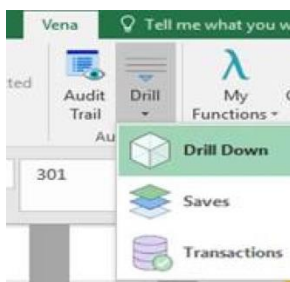 Vena Tell me what you w
ted
Audit Trail
Drill
My Functions
Au
301
Drill Down
Saves
Transactions